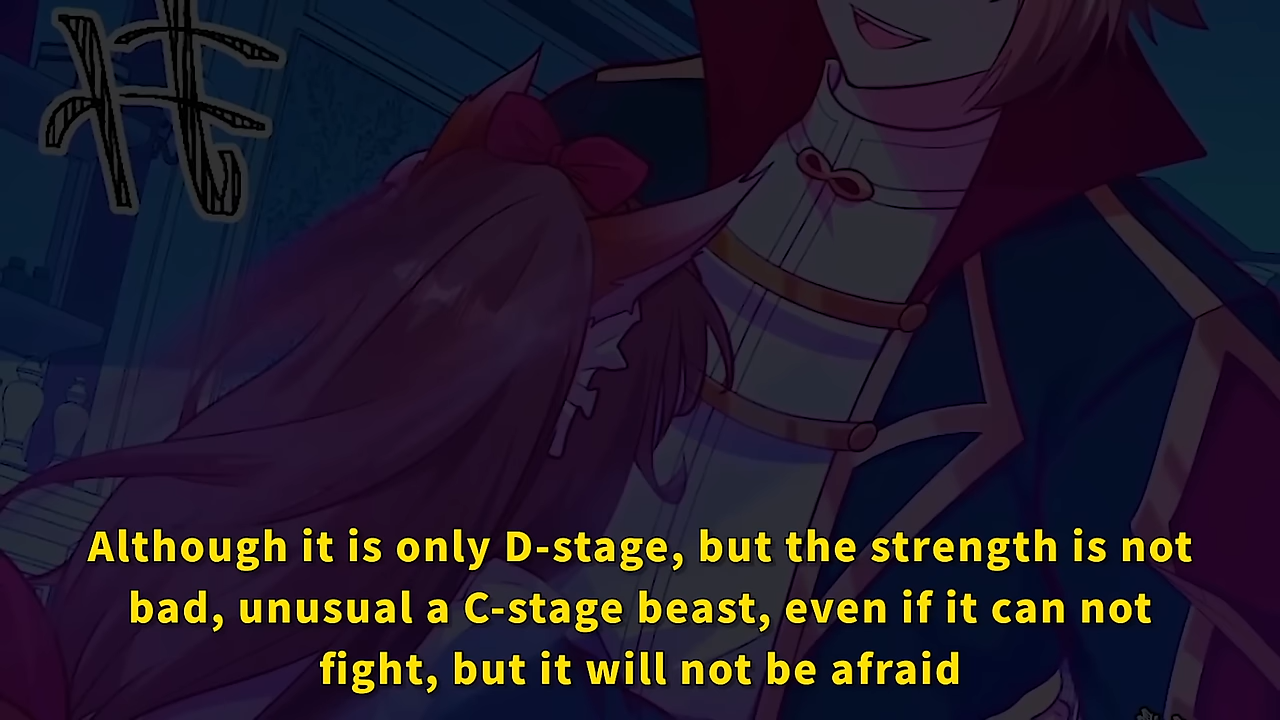 Although it is only D-stage, but the strength is not
bad, unusual a C-stage beast, even if it can not
fight, but it will not be afraid